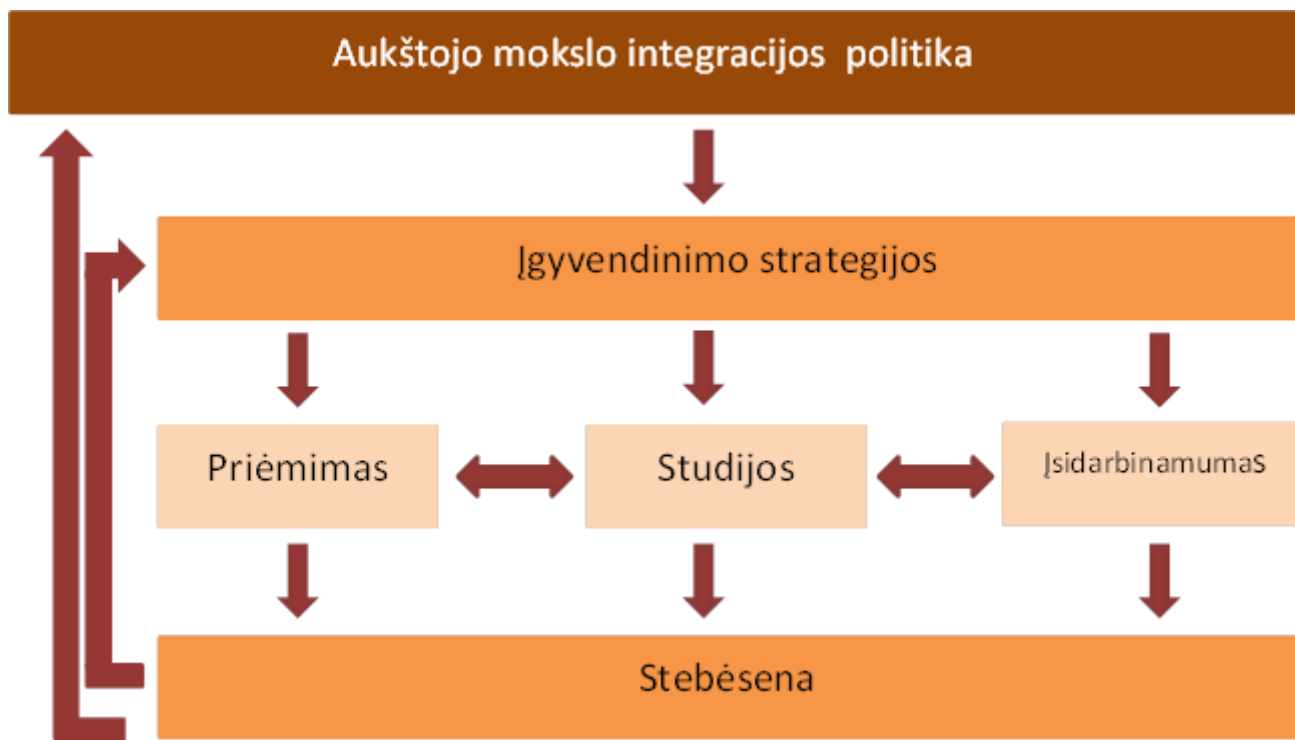 Aukštojo mokslo integracijos politika
Įgyvendinimo strategijos
Priėmimas
Studijos
Įsidarbinamumas
Stebėsena